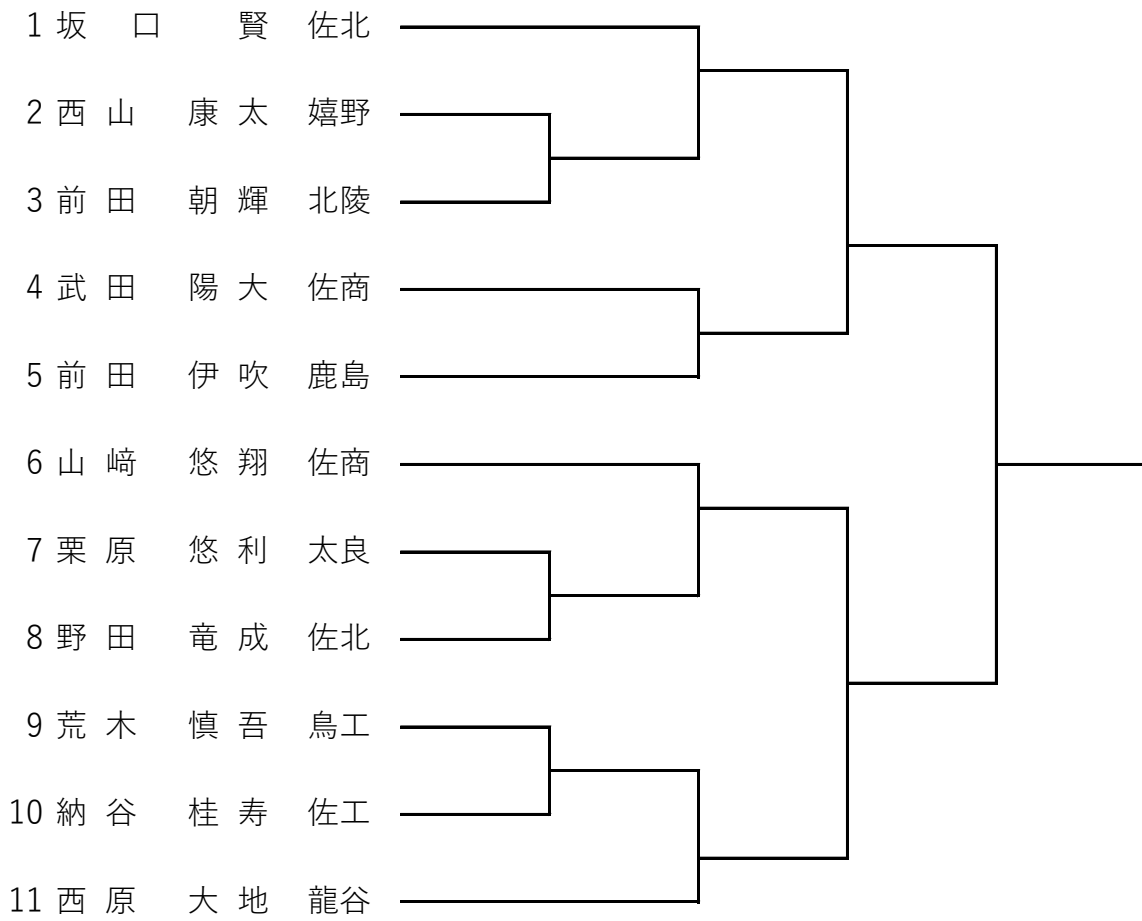 1 坂口 賢 佐北
2 西山 康太 嬉野
3 前田 朝輝 北陵
4 武田 陽大 佐商
5 前田 伊吹 鹿島
6 山﨑 悠翔 佐商
7 栗原 悠利 太良
8 野田 竜成 佐北
9 荒木 慎吾 鳥工
10 納谷 桂寿 佐工
11 西原 大地 龍谷